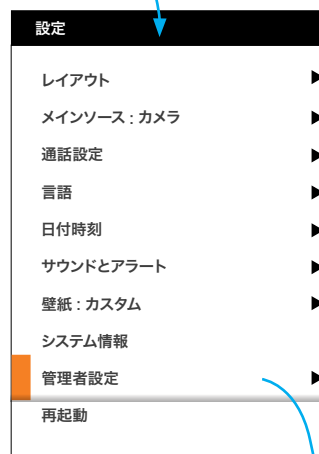 設定
レイアウト
メインソース : カメラ
通話設定
言語
日付時刻
サウンドとアラート
壁紙 : カスタム
システム情報
管理者設定
再起動